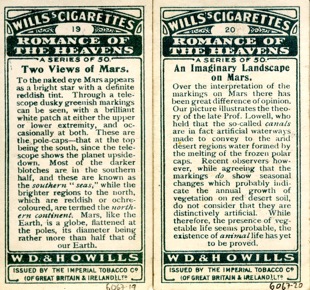 WILLS'S CIGARETTES
19
ROMANCE OF
THE HEAVENS
A SERIES OF 50.
Two Views of Mars.
To the naked eye Mars appears
as a bright star with a definite
reddish tint. Through a tele-
scope dusky greenish markings
can be seen, with a brilliant
white patch at either the upper
or lower extremity, and oc-
casionally at both. These are
the pole-caps—that at the top
being the south, since the tele-
scope shows the planet upside-
down. Most of the darker
blotches are in the southern
half, and these are known as
the southern "seas," while the
brighter regions to the north,
which are reddish or ochre-
coloured, are termed the north-
ern continent. Mars, like the
Earth, is a globe, flattened at
the poles, its diameter being
rather more than half that of
our Earth.
W.D. & H.O. WILLS
ISSUED BY THE IMPERIAL TOBACCO CO
(OF GREAT BRITAIN & IRELAND), LTD
6067-19
WILLS'S CIGARETTES
20
ROMANCE OF
THE HEAVENS
A SERIES OF 50.
An Imaginary Landscape
on Mars.
Over the interpretation of the
markings on Mars there has
been great difference of opinion.
Our picture illustrates the theo-
ry of the late Prof. Lowell, who
held that the so-called canals
are in fact artificial waterways,
made to convey to the arid
desert regions water formed by
the melting of the frozen polar
caps. Recent observers how-
ever, while agreeing that the
markings do show seasonal
changes which probably indi-
cate the annual growth of
vegetation on red desert soil,
do not consider they are
distinctively artificial. While
therefore, the presence of veg-
etable life seems probable, the
existence of animal life has yet
to be proved.
W.D. & H.O. WILLS
ISSUED BY THE IMPERIAL TOBACCO CO
(OF GREAT BRITAIN & IRELAND), LTD
6067-20